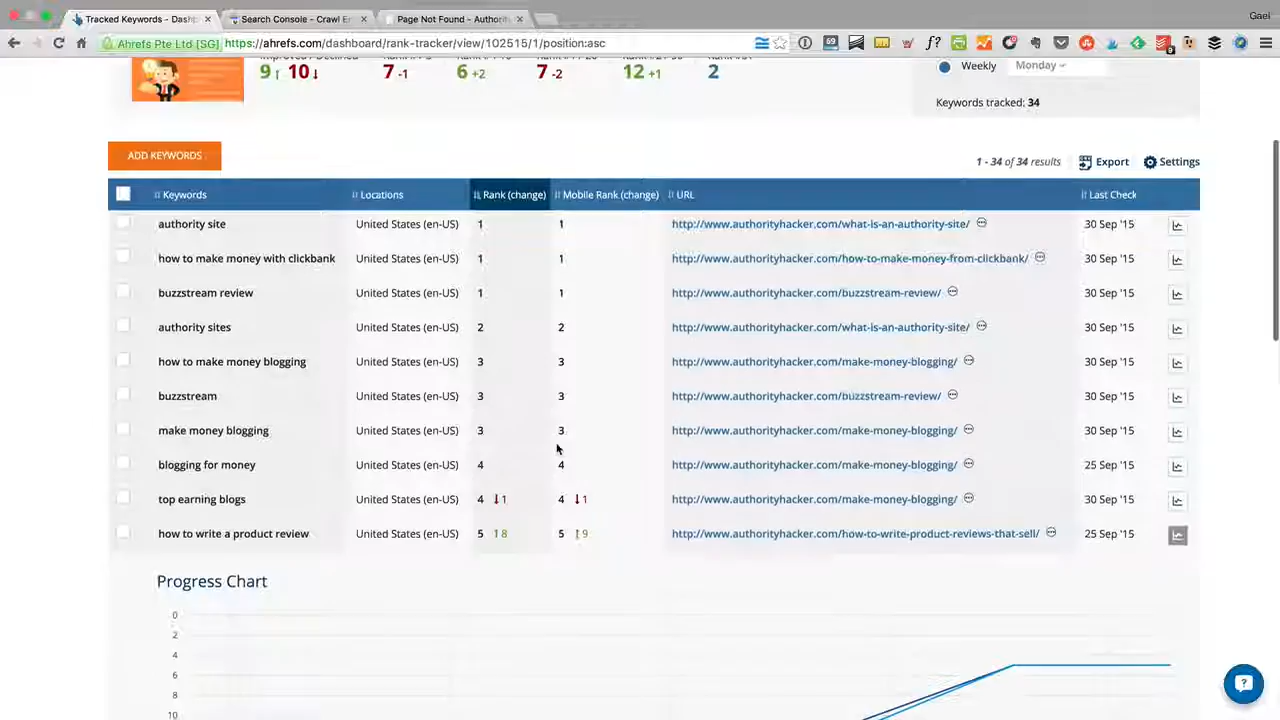 Tracked Keywords - Dash
Search Console - Crawl Er
Page Not Found - Authorit
Gael
Ahrefs Pte Ltd [SG] https://ahrefs.com/dashboard/rank-tracker/view/102515/1/position:asc
9↑ 10↓ 7 -1 6 +2 7 -2 12 +1 2
Weekly Monday
Keywords tracked: 34
ADD KEYWORDS
1 - 34 of 34 results Export Settings
Keywords Locations Rank (change) Mobile Rank (change) URL Last Check
authority site United States (en-US) 1 1 http://www.authorityhacker.com/what-is-an-authority-site/ 30 Sep '15
how to make money with clickbank United States (en-US) 1 1 http://www.authorityhacker.com/how-to-make-money-from-clickbank/ 30 Sep '15
buzzstream review United States (en-US) 1 1 http://www.authorityhacker.com/buzzstream-review/ 30 Sep '15
authority sites United States (en-US) 2 2 http://www.authorityhacker.com/what-is-an-authority-site/ 30 Sep '15
how to make money blogging United States (en-US) 3 3 http://www.authorityhacker.com/make-money-blogging/ 30 Sep '15
buzzstream United States (en-US) 3 3 http://www.authorityhacker.com/buzzstream-review/ 30 Sep '15
make money blogging United States (en-US) 3 3 http://www.authorityhacker.com/make-money-blogging/ 30 Sep '15
blogging for money United States (en-US) 4 4 http://www.authorityhacker.com/make-money-blogging/ 25 Sep '15
top earning blogs United States (en-US) 4 ↓1 4 ↓1 http://www.authorityhacker.com/make-money-blogging/ 30 Sep '15
how to write a product review United States (en-US) 5 ↑8 5 ↑9 http://www.authorityhacker.com/how-to-write-product-reviews-that-sell/ 25 Sep '15
Progress Chart
0
2
4
6
8
10